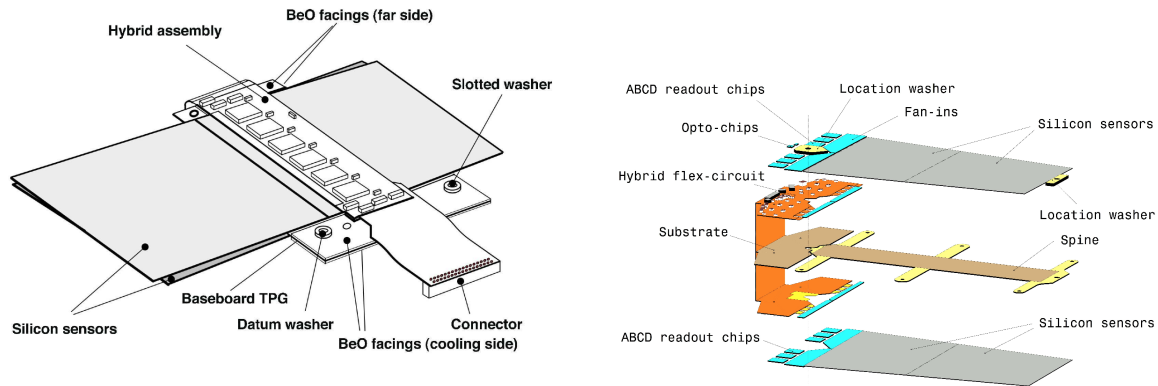 BeO facings (far side)
Hybrid assembly
Slotted washer
Baseboard TPG
Silicon sensors
Datum washer
Connector
BeO facings (cooling side)
ABCD readout chips
Location washer
Fan-ins
Opto-chips
Silicon sensors
Hybrid flex-circuit
Location washer
Substrate
Spine
Silicon sensors
ABCD readout chips